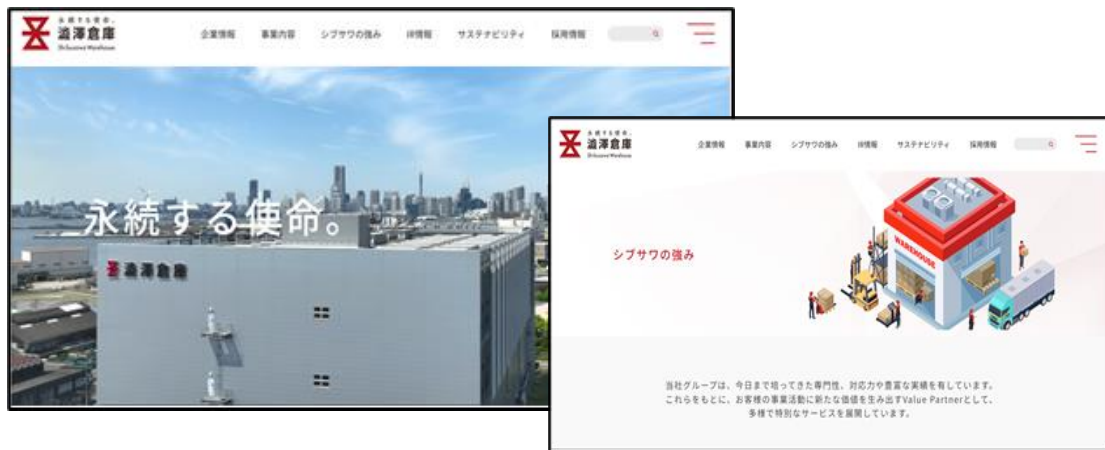 永続する使命。
澁澤倉庫
Shibusawa Warehouse
企業情報 事業内容 シブサワの強み IR情報 サステナビリティ 採用情報
永続する使命。
澁澤倉庫
永続する使命。
澁澤倉庫
Shibusawa Warehouse
企業情報 事業内容 シブサワの強み IR情報 サステナビリティ 採用情報
シブサワの強み
WAREHOUSE
当社グループは、今日まで培ってきた専門性、対応力や豊富な実績を有しています。
これらをもとに、お客様の事業活動に新たな価値を生み出すValue Partnerとして、
多様で特別なサービスを展開しています。